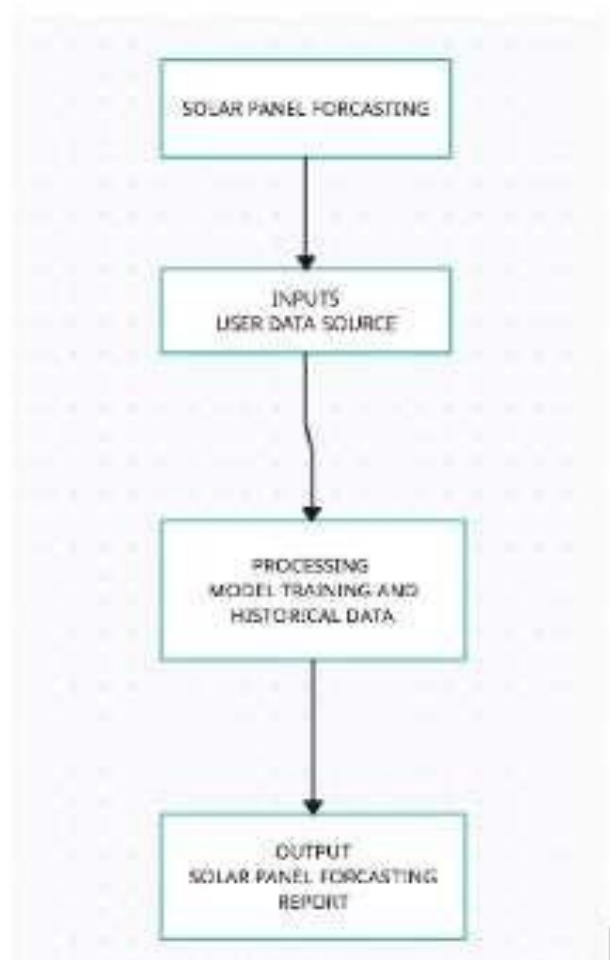 SOLAR PANEL FORCASTING
INPUTS
USER DATA SOURCE
PROCESSING
MODEL TRAINING AND
HISTORICAL DATA
OUTPUT
SOLAR PANEL FORCASTING
REPORT